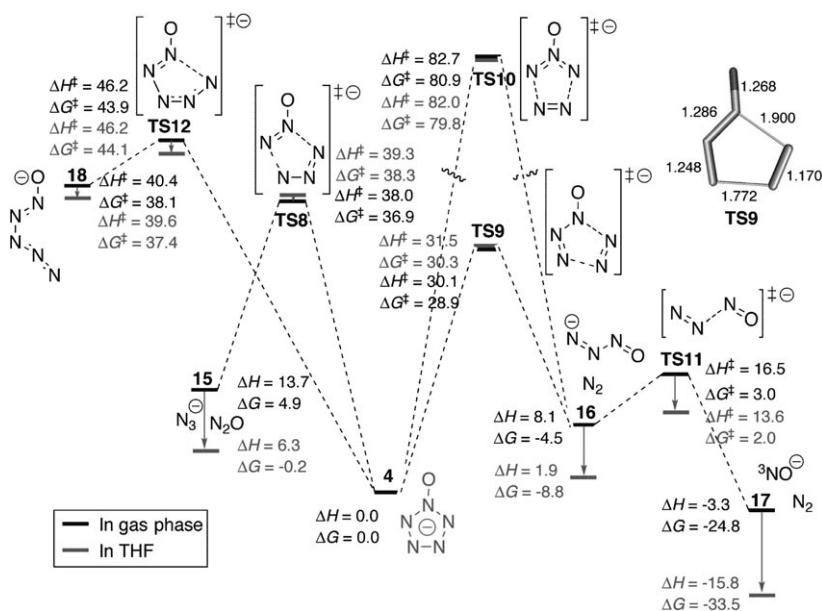 ΔH‡ = 46.2
ΔG‡ = 43.9
ΔH‡ = 46.2
ΔG‡ = 44.1
TS12
O
N
N
N
N
N
‡⊖
18
ΔH‡ = 40.4
ΔG‡ = 38.1
ΔH‡ = 39.6
ΔG‡ = 37.4
⊖
O
N
N
N
N
N
O
N
N
N
N
N
‡⊖
TS8
ΔH‡ = 39.3
ΔG‡ = 38.3
ΔH‡ = 38.0
ΔG‡ = 36.9
ΔH‡ = 82.7
ΔG‡ = 80.9
ΔH‡ = 82.0
ΔG‡ = 79.8
TS10
O
N
N
N
N
N
‡⊖
1.268
1.286
1.900
1.248
1.170
1.772
TS9
ΔH‡ = 31.5
ΔG‡ = 30.3
ΔH‡ = 30.1
ΔG‡ = 28.9
TS9
O
N
N
N
N
N
‡⊖
15
N3⊖ N2O
ΔH = 13.7
ΔG = 4.9
ΔH = 6.3
ΔG = -0.2
4
ΔH = 0.0
ΔG = 0.0
O
N
N
N
N
N
⊖
⊖
N
N
N
O
N2
16
ΔH = 8.1
ΔG = -4.5
ΔH = 1.9
ΔG = -8.8
N
N
N
O
‡⊖
TS11
ΔH‡ = 16.5
ΔG‡ = 3.0
ΔH‡ = 13.6
ΔG‡ = 2.0
3NO⊖
N2
17
ΔH = -3.3
ΔG = -24.8
ΔH = -15.8
ΔG = -33.5
In gas phase
In THF